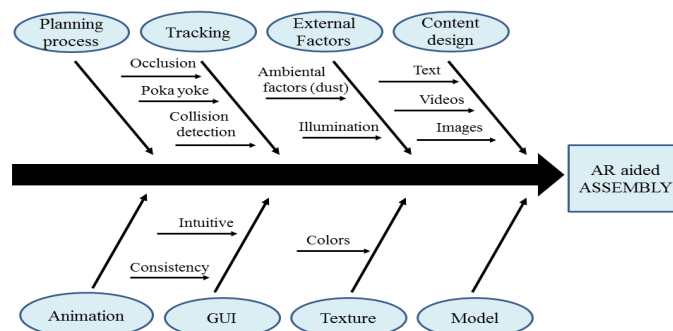 Planning
process
Tracking
External
Factors
Content
design
Occlusion
Poka yoke
Collision
detection
Ambiental
factors (dust)
Illumination
Text
Videos
Images
AR aided
ASSEMBLY
Intuitive
Consistency
Colors
Animation
GUI
Texture
Model